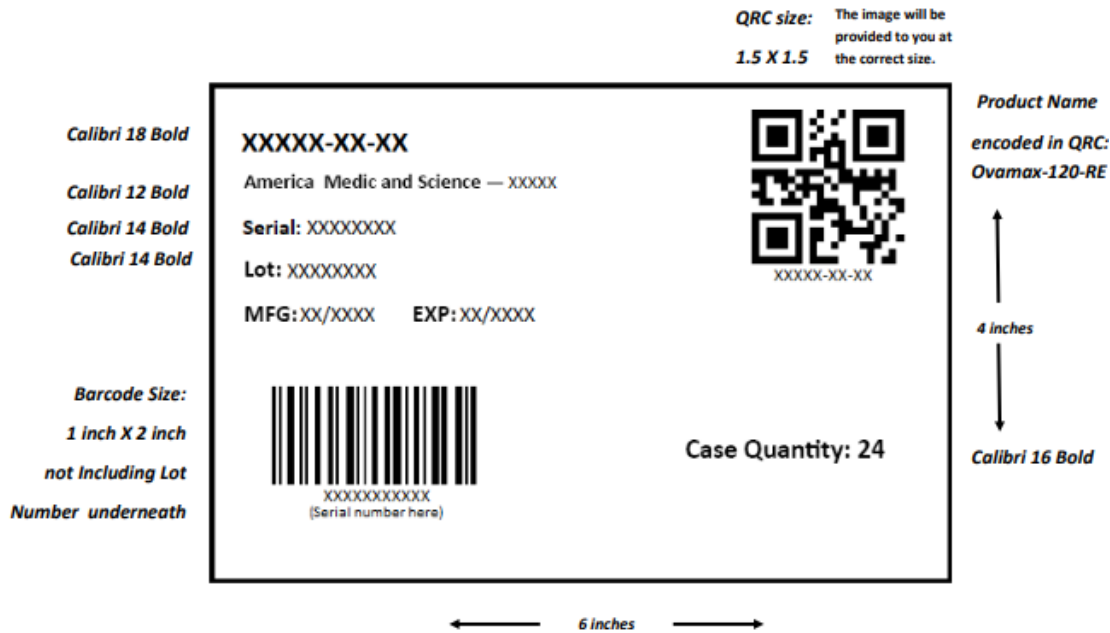 QRC size:
1.5 X 1.5
The image will be
provided to you at
the correct size.
Calibri 18 Bold
Calibri 12 Bold
Calibri 14 Bold
Calibri 14 Bold
XXXXX-XX-XX
America Medic and Science — XXXXX
Serial: XXXXXXXX
Lot: XXXXXXXX
MFG: XX/XXXX EXP: XX/XXXX
XXXXX-XX-XX
Product Name
encoded in QRC:
Ovamax-120-RE
4 inches
Barcode Size:
1 inch X 2 inch
not Including Lot
Number underneath
XXXXXXXXXXX
(Serial number here)
Case Quantity: 24
Calibri 16 Bold
6 inches